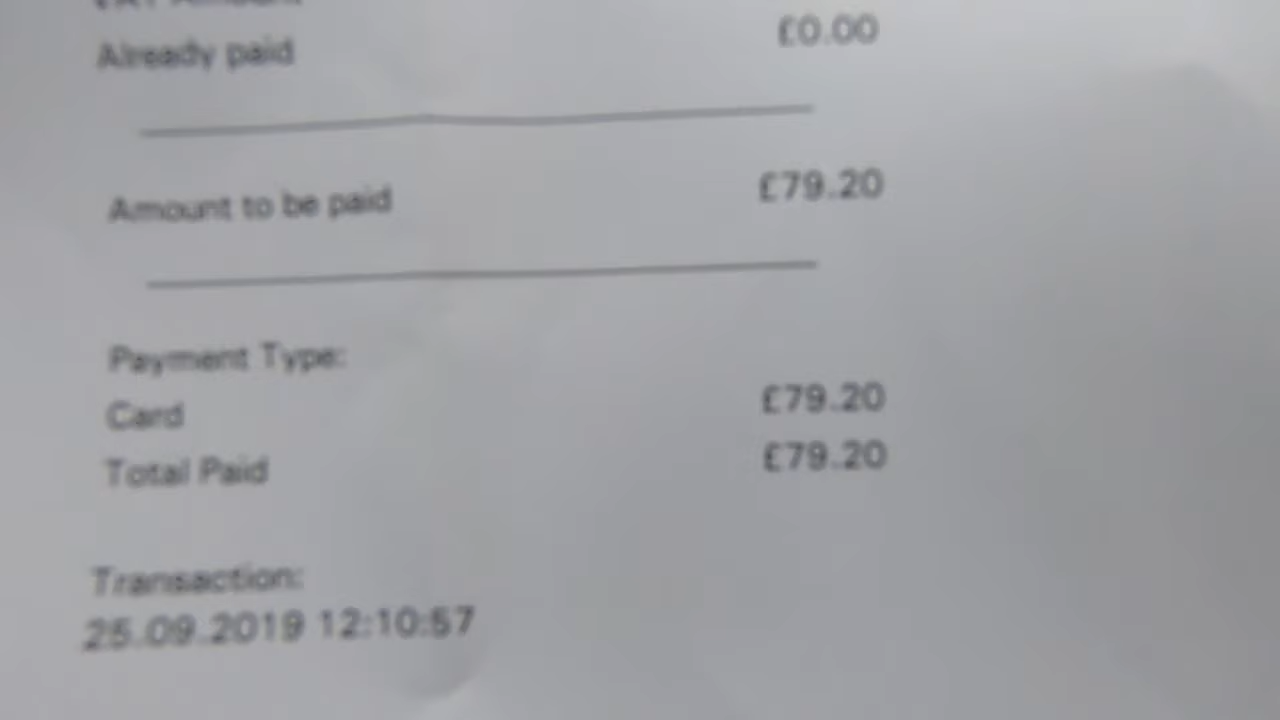 Amount
Already paid £0.00
Amount to be paid £79.20
Payment Type:
Card £79.20
Total Paid £79.20
Transaction:
25.09.2019 12:10:57